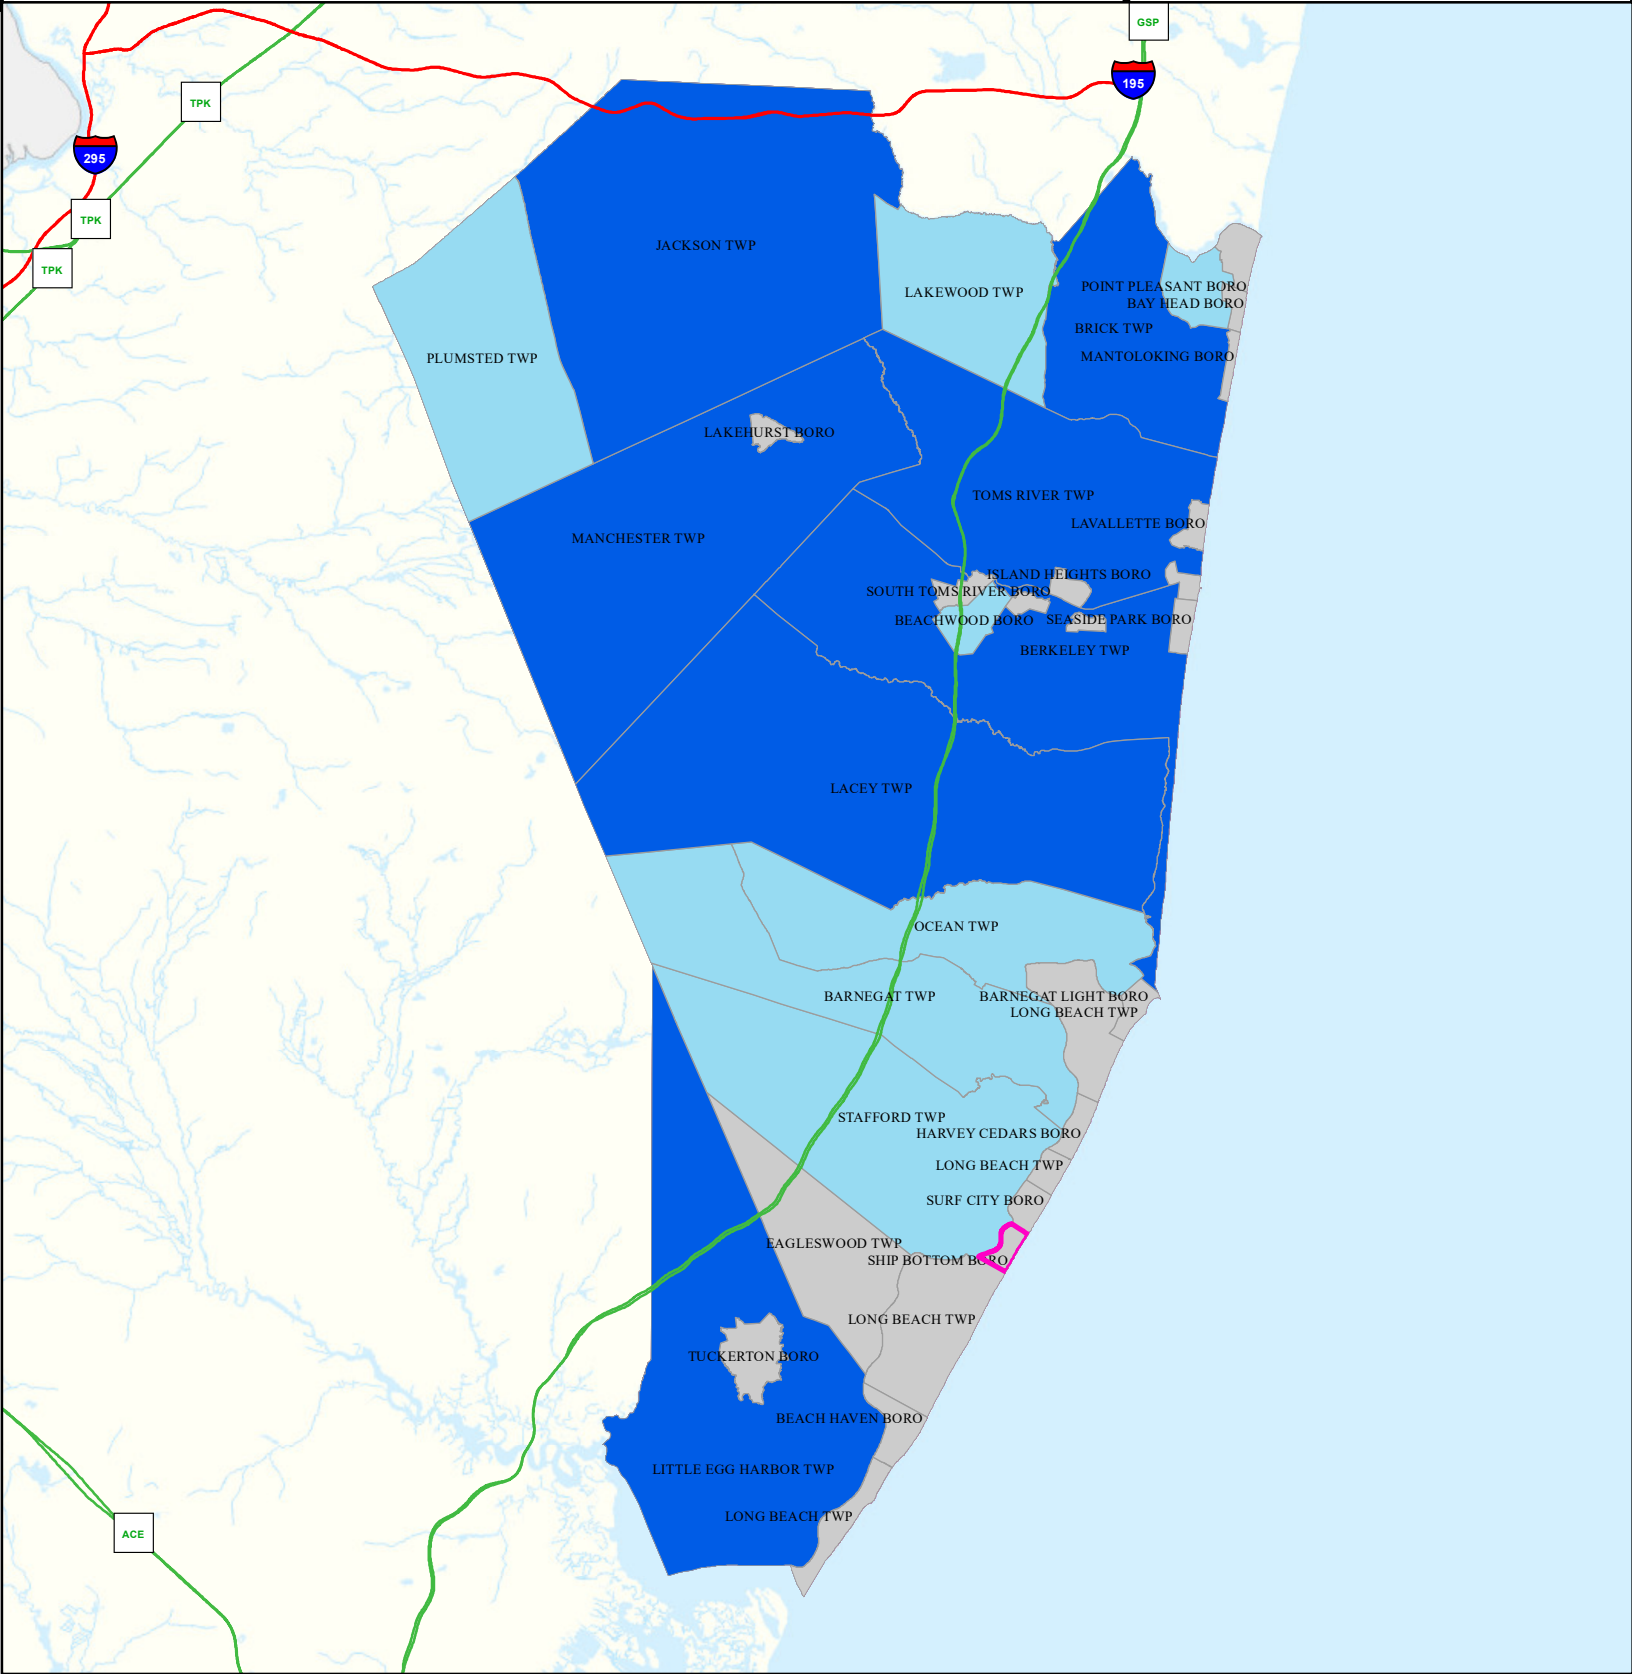 GSP
195
TPK
295
TPK
TPK
JACKSON TWP
LAKEWOOD TWP
POINT PLEASANT BORO
BAY HEAD BORO
BRICK TWP
MANTOLOKING BORO
PLUMSTED TWP
LAKEHURST BORO
TOMS RIVER TWP
LAVALLETTE BORO
MANCHESTER TWP
ISLAND HEIGHTS BORO
SOUTH TOMS RIVER BORO
BEACHWOOD BORO
SEASIDE PARK BORO
BERKELEY TWP
LACEY TWP
OCEAN TWP
BARNEGAT TWP
BARNEGAT LIGHT BORO
LONG BEACH TWP
STAFFORD TWP
HARVEY CEDARS BORO
LONG BEACH TWP
SURF CITY BORO
EAGLESWOOD TWP
SHIP BOTTOM BORO
LONG BEACH TWP
TUCKERTON BORO
BEACH HAVEN BORO
LITTLE EGG HARBOR TWP
LONG BEACH TWP
ACE